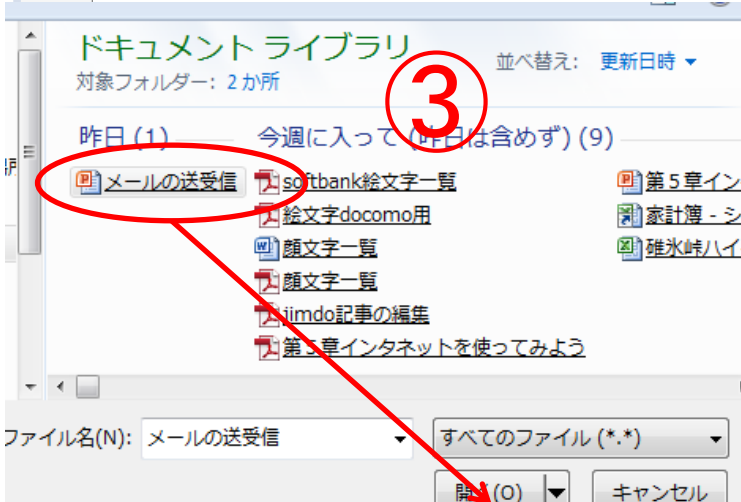 ドキュメント ライブラリ
対象フォルダー: 2 か所
並べ替え: 更新日時 ▼
③
昨日 (1)
今週に入って (昨日は含めず) (9)
メールの送受信
softbank絵文字一覧
絵文字docomo用
顔文字一覧
顔文字一覧
jimdo記事の編集
第５章インタネットを使ってみよう
第５章イン
家計簿 - シ
碓氷峠ハイ
ファイル名(N): メールの送受信
すべてのファイル (*.*)
開く(O)
キャンセル